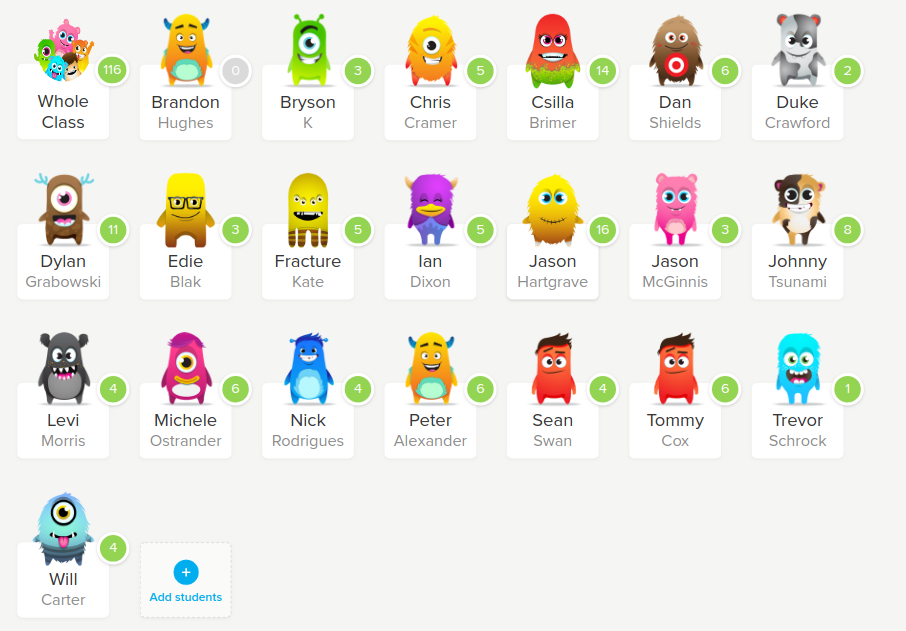 116
Whole
Class
0
Brandon
Hughes
3
Bryson
K
5
Chris
Cramer
14
Csilla
Brimer
6
Dan
Shields
2
Duke
Crawford
11
Dylan
Grabowski
3
Edie
Blak
5
Fracture
Kate
5
Ian
Dixon
16
Jason
Hartgrave
3
Jason
McGinnis
8
Johnny
Tsunami
4
Levi
Morris
6
Michele
Ostrander
4
Nick
Rodrigues
6
Peter
Alexander
4
Sean
Swan
6
Tommy
Cox
1
Trevor
Schrock
4
Will
Carter
+
Add students